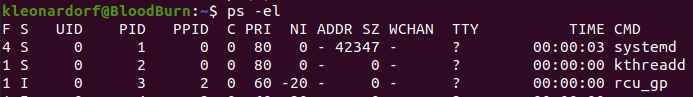 kleonardorf@BloodBurn:~$ ps -el
F S UID PID PPID C PRI NI ADDR SZ WCHAN TTY TIME CMD
4 S 0 1 0 0 80 0 - 42347 - ? 00:00:03 systemd
1 S 0 2 0 0 80 0 - 0 - ? 00:00:00 kthreadd
1 I 0 3 2 0 60 -20 - 0 - ? 00:00:00 rcu_gp